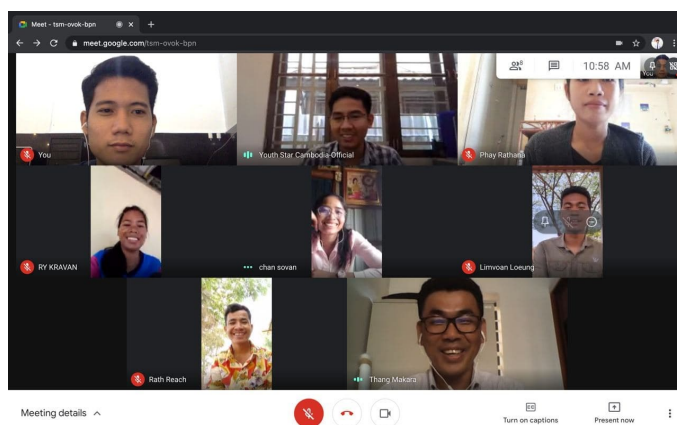 Meet - tsm-ovok-bpn
meet.google.com/tsm-ovok-bpn
10:58 AM
You
You
Youth Star Cambodia-Official
Phay Rathana
RY KRAVAN
chan sovan
Limvoan Loeung
Rath Reach
Thang Makara
Meeting details
Turn on captions
Present now